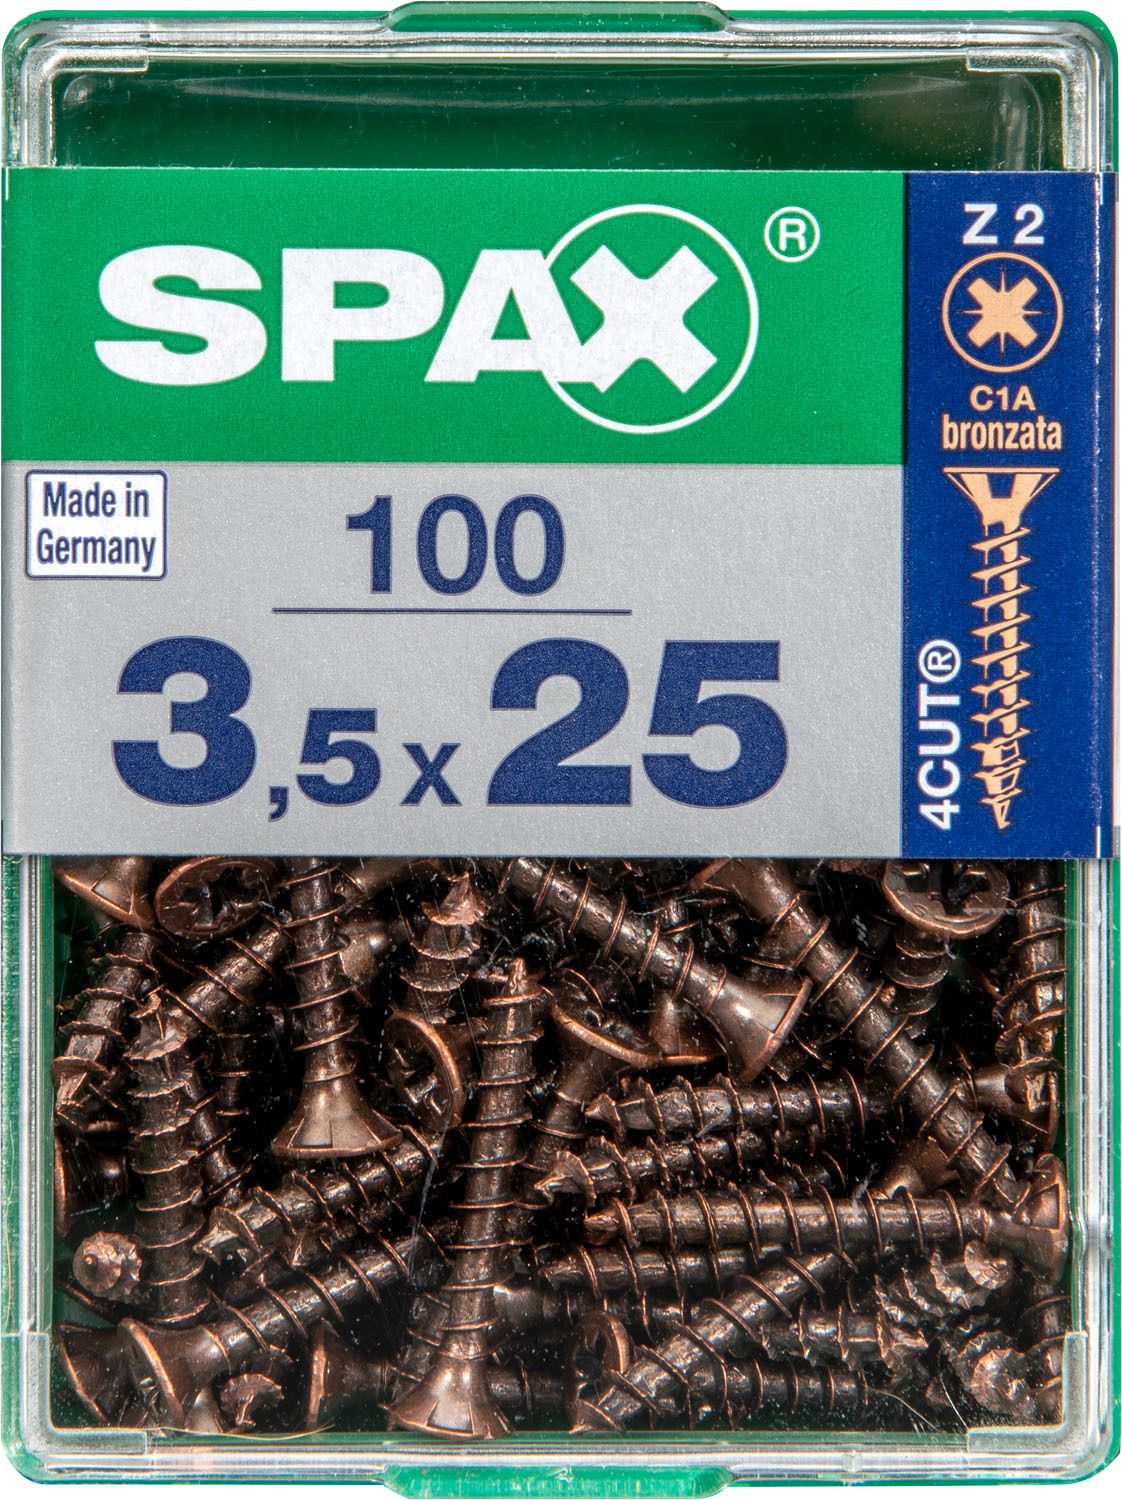 SPAX®
Z 2
C1A
bronzata
Made in
Germany
100
3,5 x 25
4CUT®